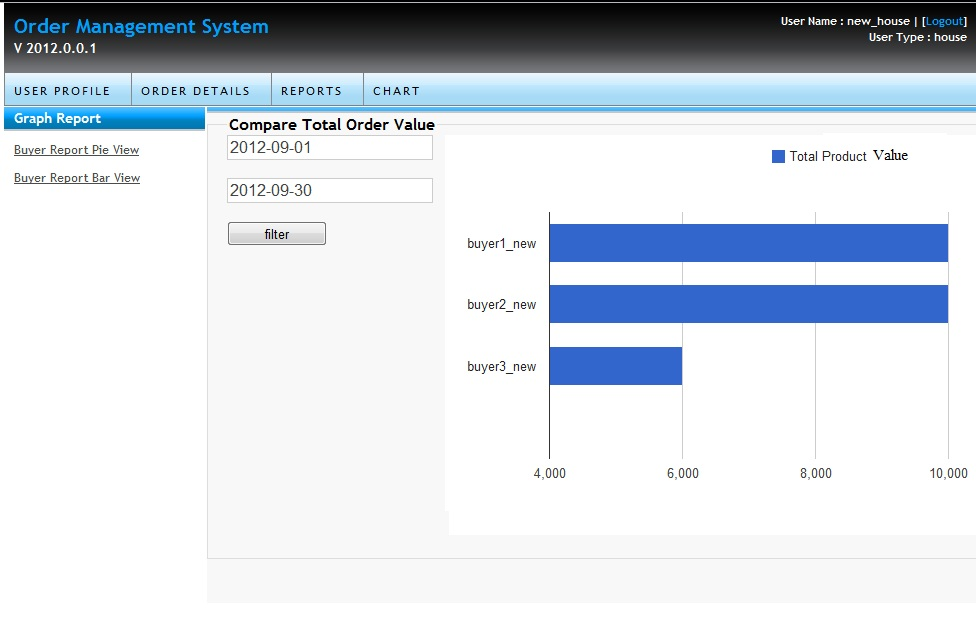 Order Management System
V 2012.0.0.1
User Name : new_house | [Logout]
User Type : house
USER PROFILE
ORDER DETAILS
REPORTS
CHART
Graph Report
Buyer Report Pie View
Buyer Report Bar View
Compare Total Order Value
2012-09-01
2012-09-30
filter
Total Product Value
buyer1_new
buyer2_new
buyer3_new
4,000 6,000 8,000 10,000